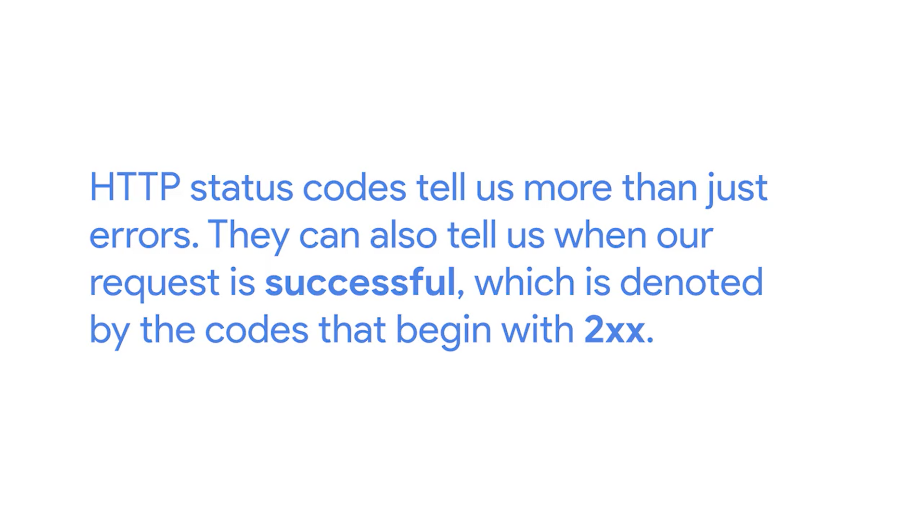 HTTP status codes tell us more than just
errors. They can also tell us when our
request is successful, which is denoted
by the codes that begin with 2xx.